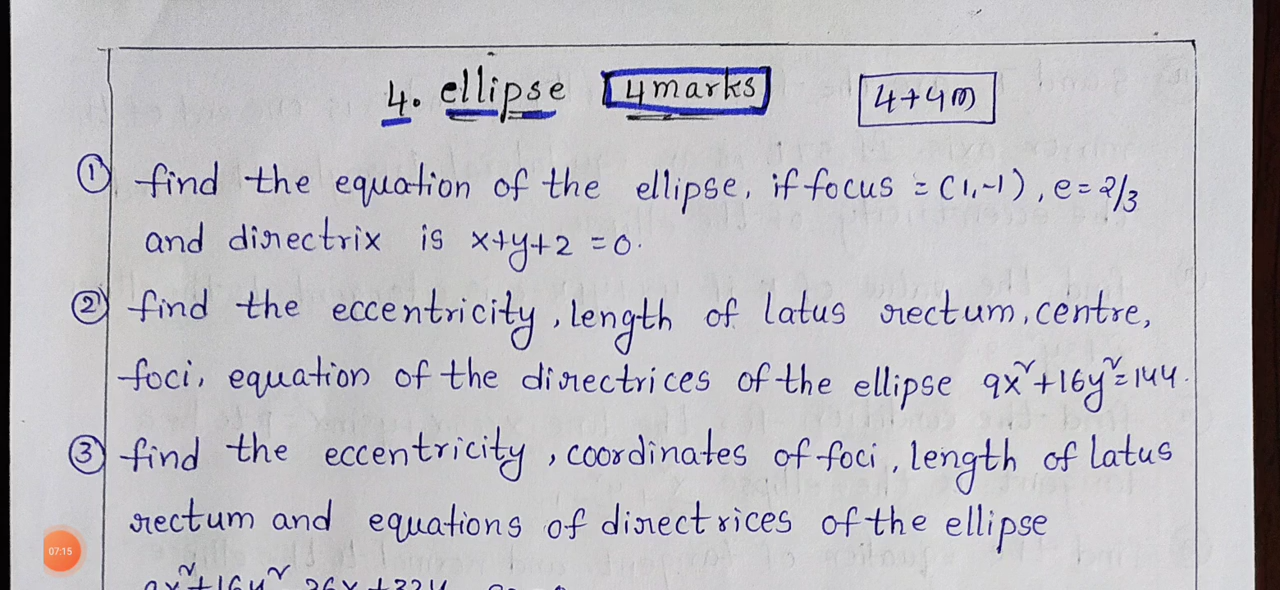 4. ellipse 4marks 4+4m
① find the equation of the ellipse, if focus = (1,-1), e=2/3
and directrix is x+y+2=0.
② find the eccentricity, length of latus rectum, centre,
foci, equation of the directrices of the ellipse 9x²+16y²=144.
③ find the eccentricity, coordinates of foci, length of latus
rectum and equations of directrices of the ellipse
07:15